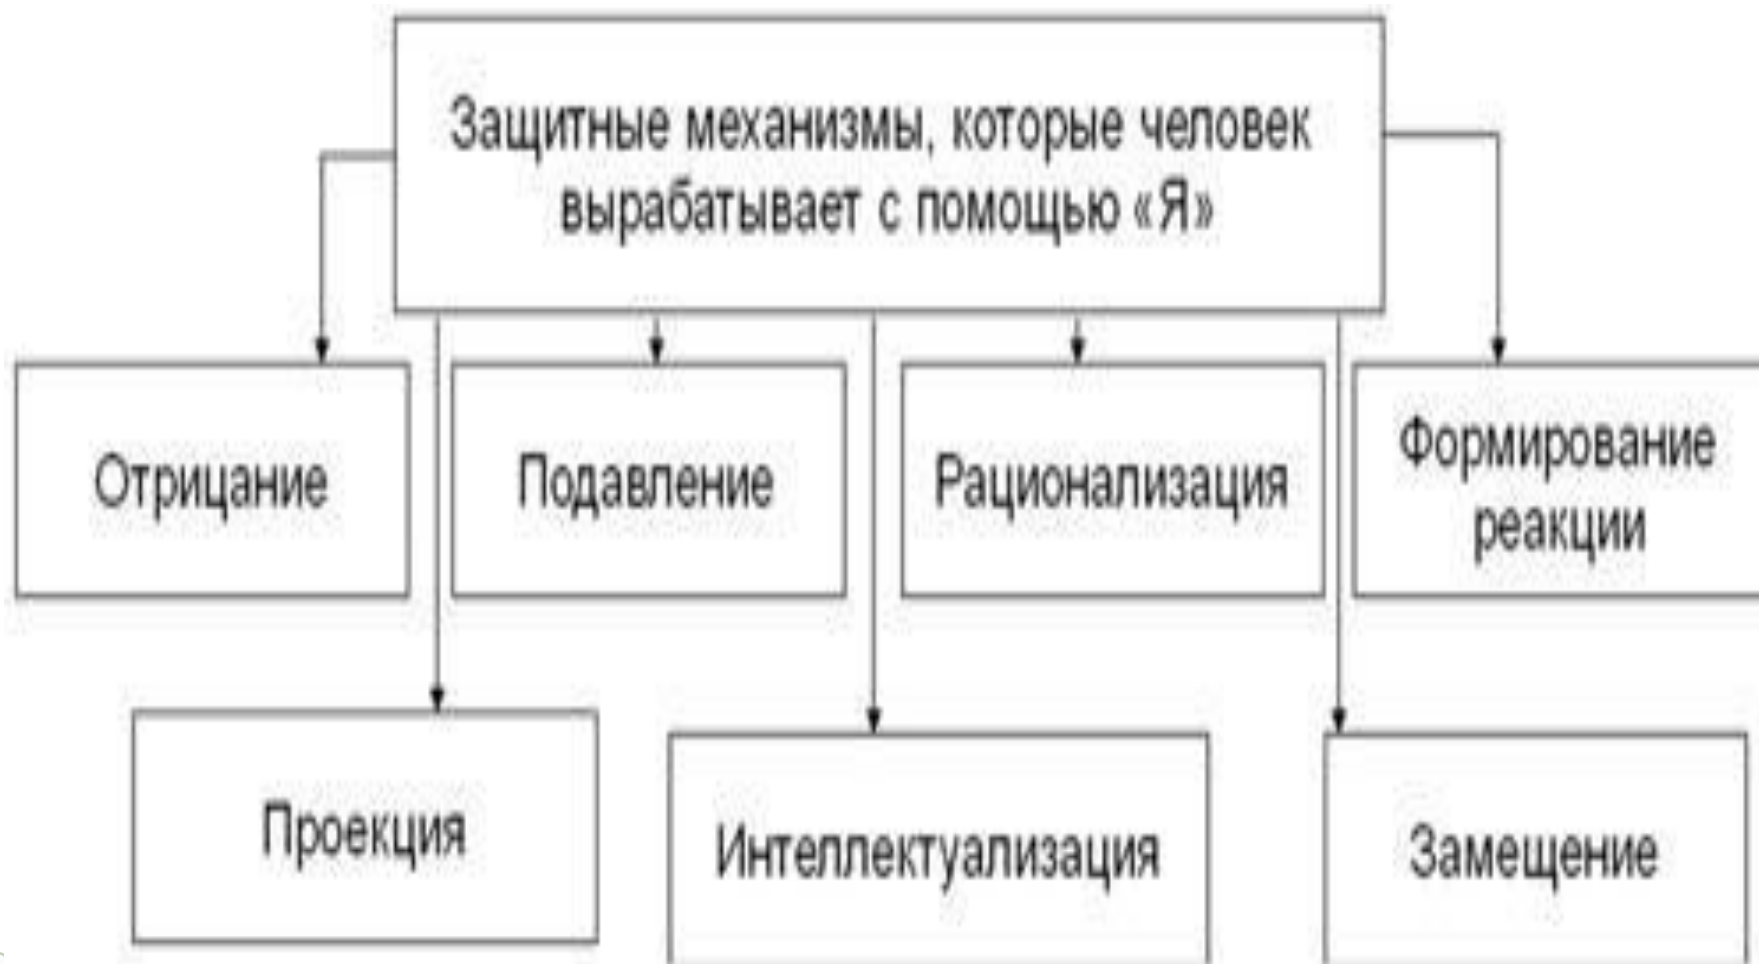 Защитные механизмы, которые человек
вырабатывает с помощью «Я»
Отрицание
Подавление
Рационализация
Формирование
реакции
Проекция
Интеллектуализация
Замещение